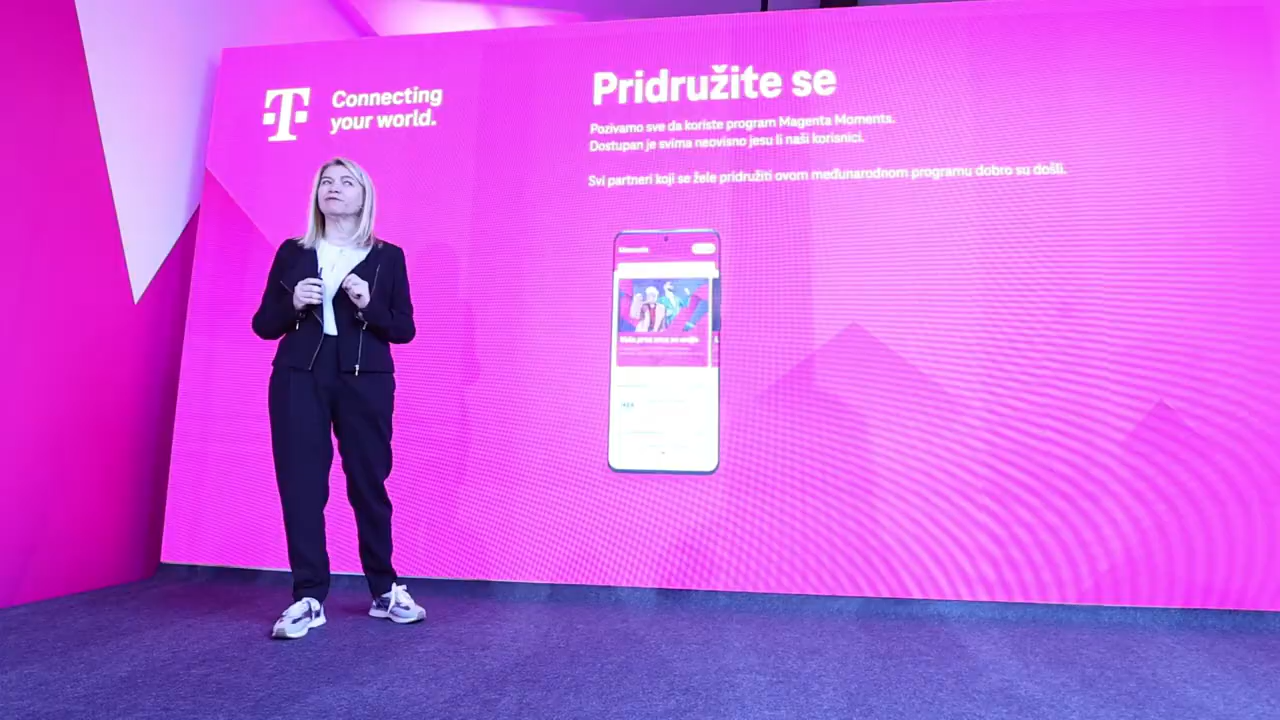 T Connecting
your world.
Pridružite se
Pozivamo sve da koriste program Magenta Moments.
Dostupan je svima neovisno jesu li naši korisnici.
Svi partneri koji se žele pridružiti ovom međunarodnom programu dobro su došli.